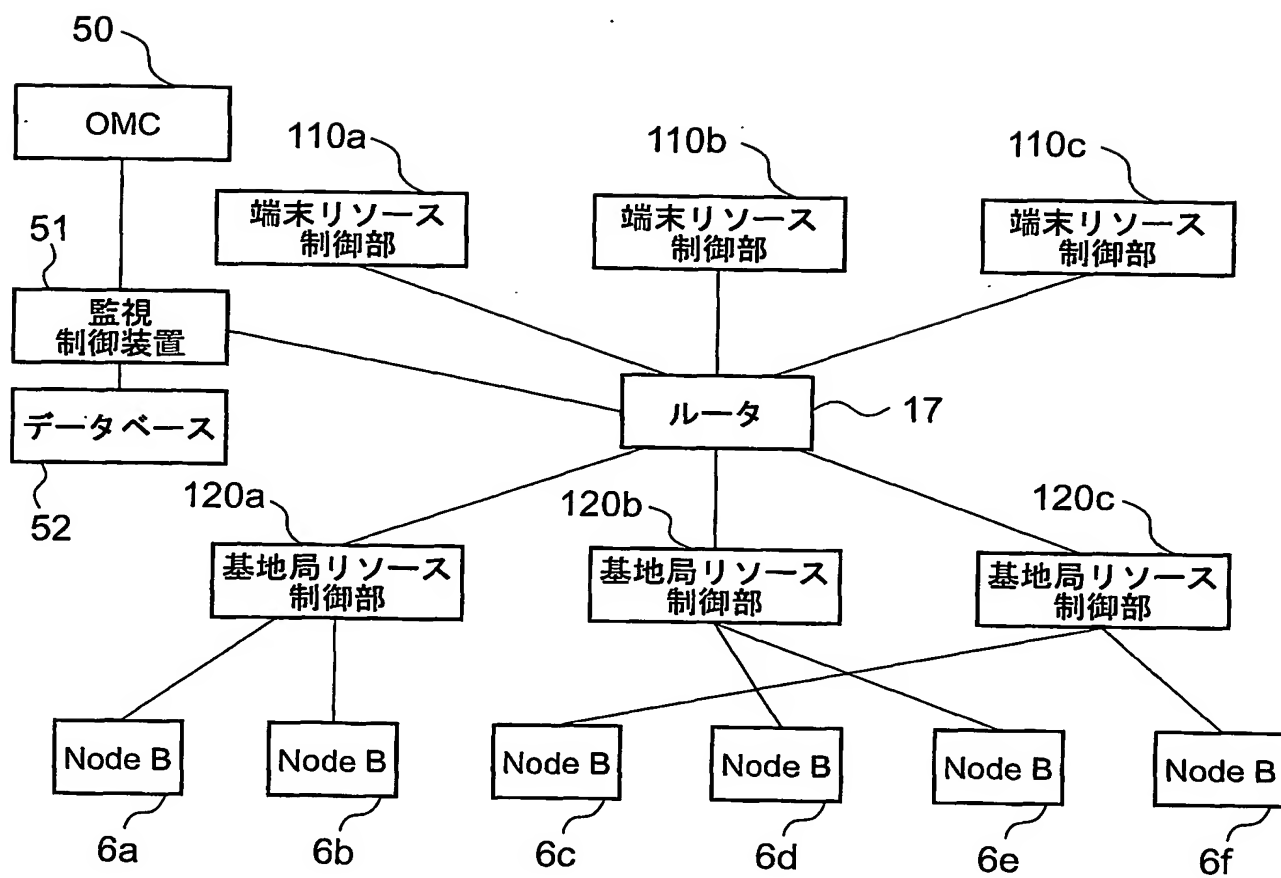 50
OMC
110a
110b
110c
端末リソース
制御部
端末リソース
制御部
端末リソース
制御部
51
監視
制御装置
ルータ
17
データベース
52
120a
120b
120c
基地局リソース
制御部
基地局リソース
制御部
基地局リソース
制御部
Node B
Node B
Node B
Node B
Node B
Node B
6a
6b
6c
6d
6e
6f